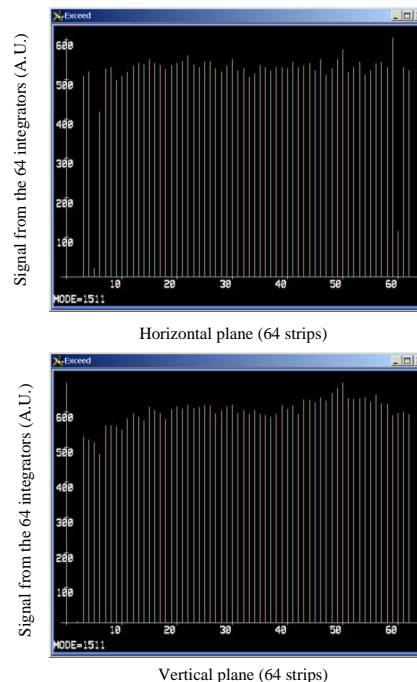 Exceed
Signal from the 64 integrators (A.U.)
600
500
400
300
200
100
10 20 30 40 50 60
MODE=1511
Horizontal plane (64 strips)
Exceed
Signal from the 64 integrators (A.U.)
600
500
400
300
200
100
10 20 30 40 50 60
MODE=1511
Vertical plane (64 strips)